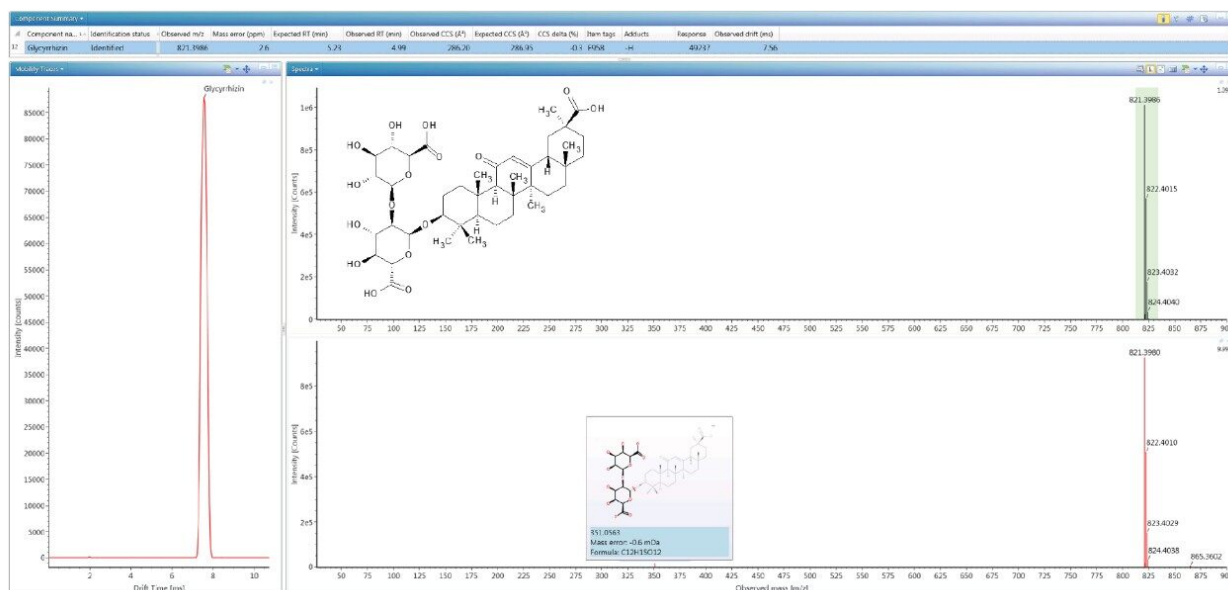 Component Summary
Component na... Identification status Observed m/z Mass error (ppm) Expected RT (min) Observed RT (min) Observed CCS (Å²) Expected CCS (Å²) CCS delta (%) Item tags Adducts Response Observed drift (ms)
Glycyrrhizin Identified 821.3986 2.6 5.23 4.99 286.20 286.95 -0.3 E958 -H 49237 7.56
Mobility Traces
Glycyrrhizin
Intensity [Counts]
85000
80000
75000
70000
65000
60000
55000
50000
45000
40000
35000
30000
25000
20000
15000
10000
5000
0
2 4 6 8 10
Drift Time [ms]
Spectra
1e6
8e5
6e5
4e5
2e5
0
Intensity [Counts]
821.3986
822.4015
823.4032
824.4040
O
H₃C
OH
CH₃
OH O
HO OH
O
CH₃ H CH₃ H
HO O
HO O H CH₃
O
HO O
H₃C CH₃ H
HO O
HO O
50 75 100 125 150 175 200 225 250 275 300 325 350 375 400 425 450 475 500 525 550 575 600 625 650 675 700 725 750 775 800 825 850 875 900
821.3980
8e5
6e5
4e5
2e5
0
Intensity [Counts]
822.4010
823.4029
824.4038
865.3602
351.0563
Mass error: -0.6 mDa
Formula: C12H15O12
50 75 100 125 150 175 200 225 250 275 300 325 350 375 400 425 450 475 500 525 550 575 600 625 650 675 700 725 750 775 800 825 850 875 900
Observed mass [m/z]